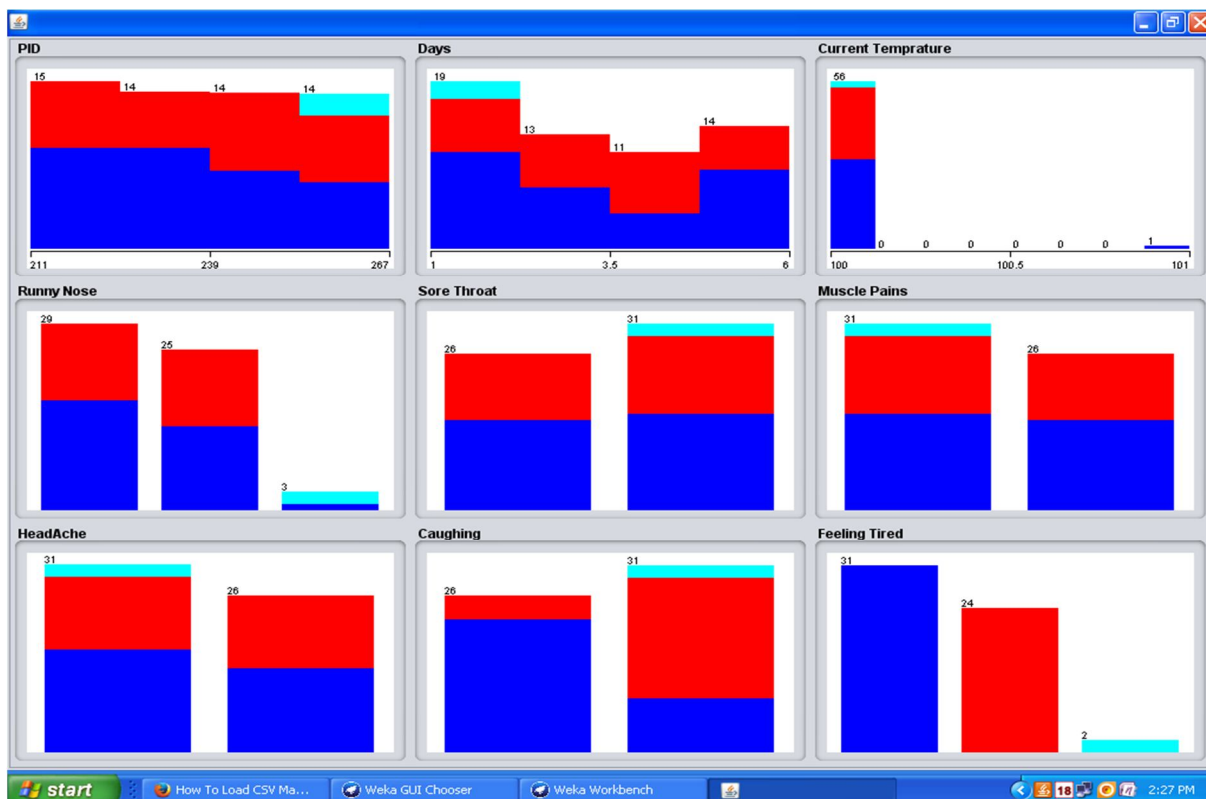 PID
Days
Current Temprature
15
14
14
14
211
239
267
19
13
11
14
1
3.5
6
56
0
0
0
0
0
0
1
100
100.5
101
Runny Nose
Sore Throat
Muscle Pains
29
25
3
26
31
31
26
HeadAche
Caughing
Feeling Tired
31
26
26
31
31
24
2
start
How To Load CSV Ma...
Weka GUI Chooser
Weka Workbench
18
2:27 PM